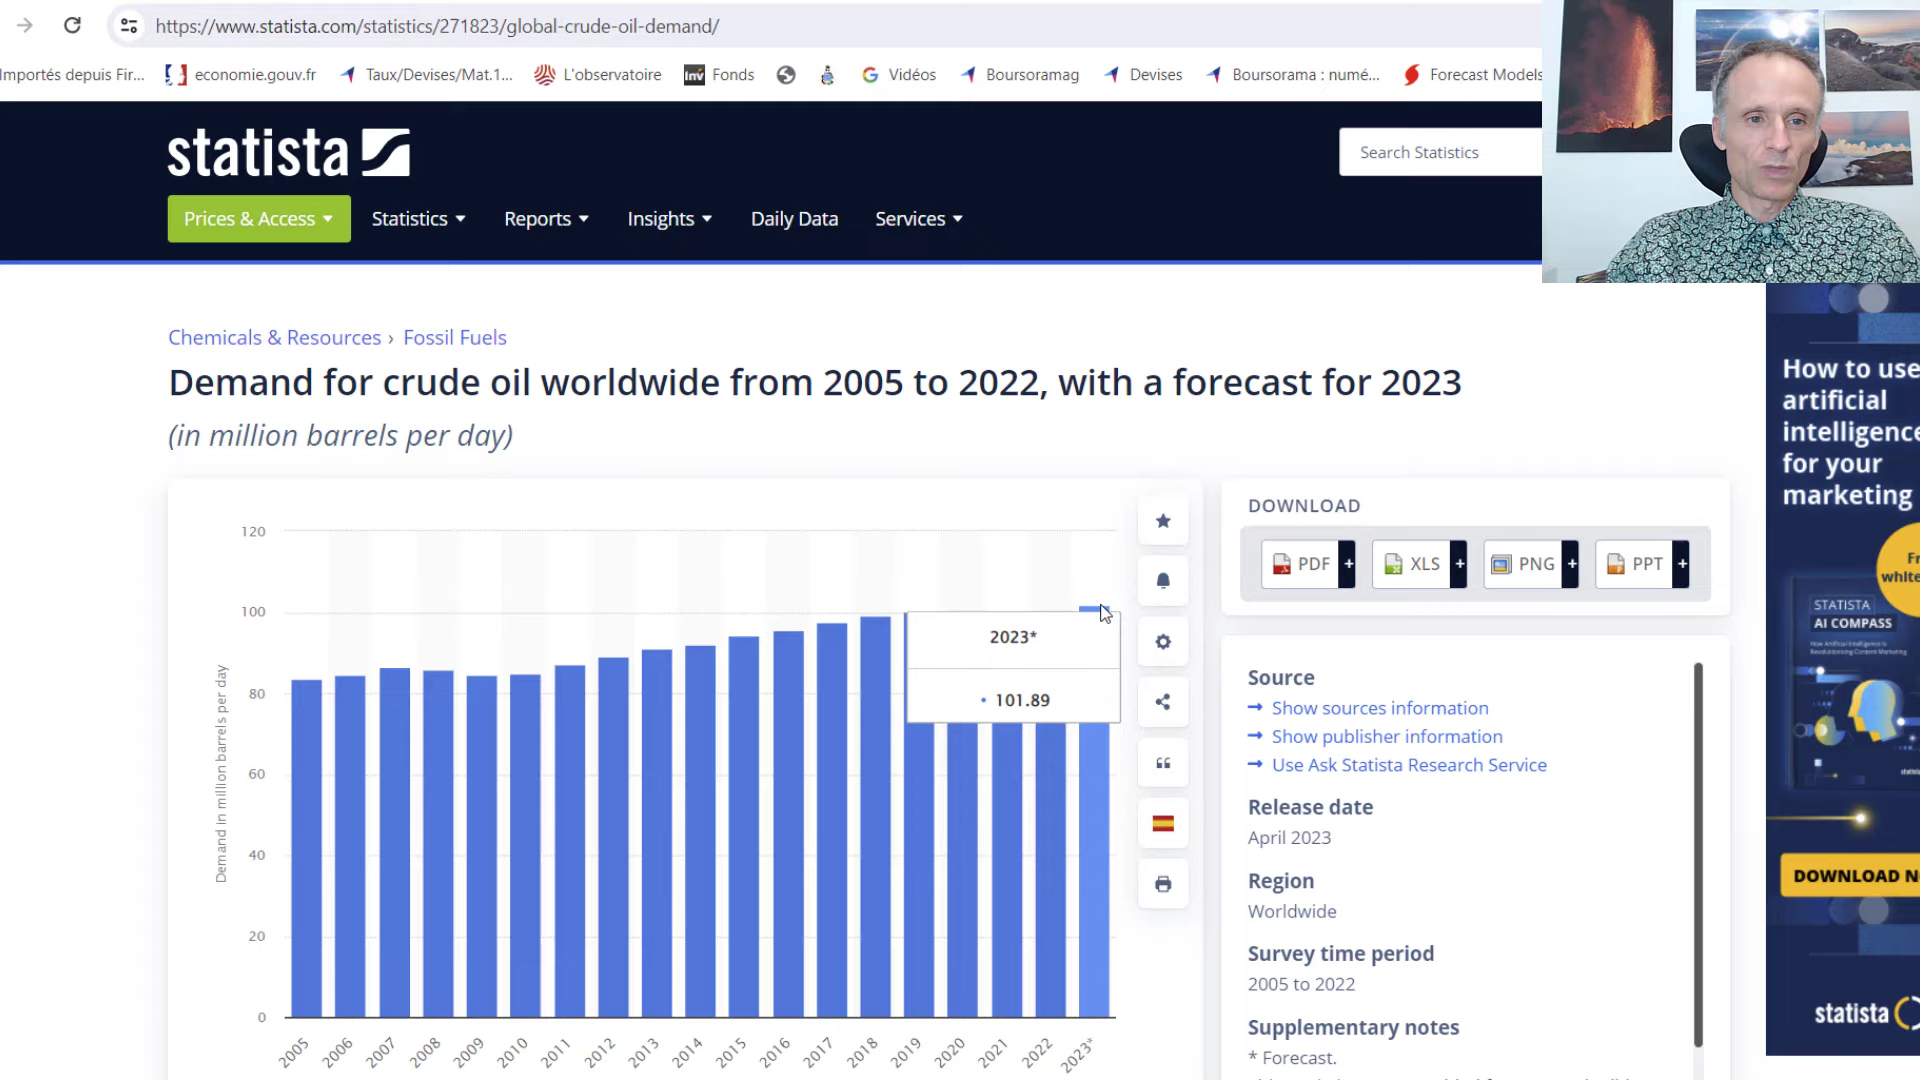 https://www.statista.com/statistics/271823/global-crude-oil-demand/
Importés depuis Fir...
economie.gouv.fr
Taux/Devises/Mat.1...
L'observatoire
Inv
Fonds
Vidéos
Boursoramag
Devises
Boursorama : numé...
Forecast Models
statista
Search Statistics
Prices & Access
Statistics
Reports
Insights
Daily Data
Services
Chemicals & Resources › Fossil Fuels
Demand for crude oil worldwide from 2005 to 2022, with a forecast for 2023
(in million barrels per day)
Demand in million barrels per day
120
100
80
60
40
20
0
2023*
• 101.89
2005
2006
2007
2008
2009
2010
2011
2012
2013
2014
2015
2016
2017
2018
2019
2020
2021
2022
2023*
DOWNLOAD
PDF +
XLS +
PNG +
PPT +
Source
Show sources information
Show publisher information
Use Ask Statista Research Service
Release date
April 2023
Region
Worldwide
Survey time period
2005 to 2022
Supplementary notes
* Forecast.
How to use
artificial
intelligence
for your
marketing
Fr
white
STATISTA
AI COMPASS
DOWNLOAD N
statista